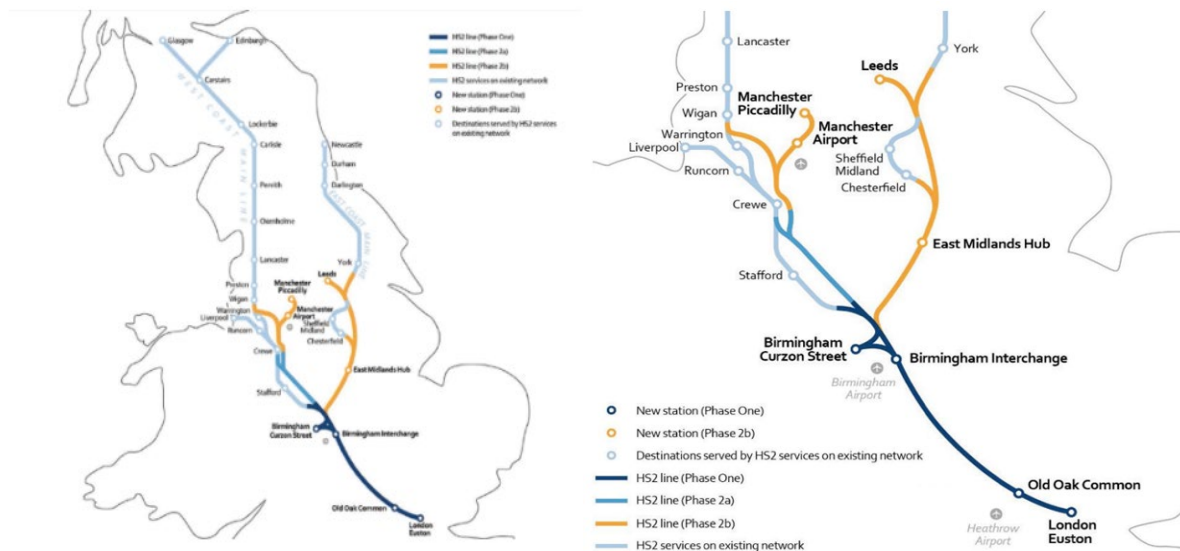 HS2 line (Phase One)
HS2 line (Phase 2a)
HS2 line (Phase 2b)
HS2 services on existing network
New station (Phase One)
New station (Phase 2b)
Destinations served by HS2 services
on existing network
Glasgow
Edinburgh
Carstairs
WEST COAST MAIN LINE
Lockerbie
Carlisle
Newcastle
Durham
Penrith
Darlington
EAST COAST MAIN LINE
Oxenholme
Lancaster
York
Preston
Leeds
Manchester
Piccadilly
Wigan
Warrington
Manchester
Airport
Liverpool
Sheffield
Midland
Runcorn
Chesterfield
Crewe
East Midlands Hub
Stafford
Birmingham
Curzon Street
Birmingham Interchange
Old Oak Common
London
Euston
Lancaster
York
Leeds
Preston
Manchester
Piccadilly
Wigan
Manchester
Airport
Warrington
Liverpool
Sheffield
Midland
Runcorn
Chesterfield
Crewe
East Midlands Hub
Stafford
Birmingham
Curzon Street
Birmingham Interchange
Birmingham
Airport
New station (Phase One)
New station (Phase 2b)
Destinations served by HS2 services on existing network
HS2 line (Phase One)
HS2 line (Phase 2a)
HS2 line (Phase 2b)
HS2 services on existing network
Old Oak Common
Heathrow
Airport
London
Euston